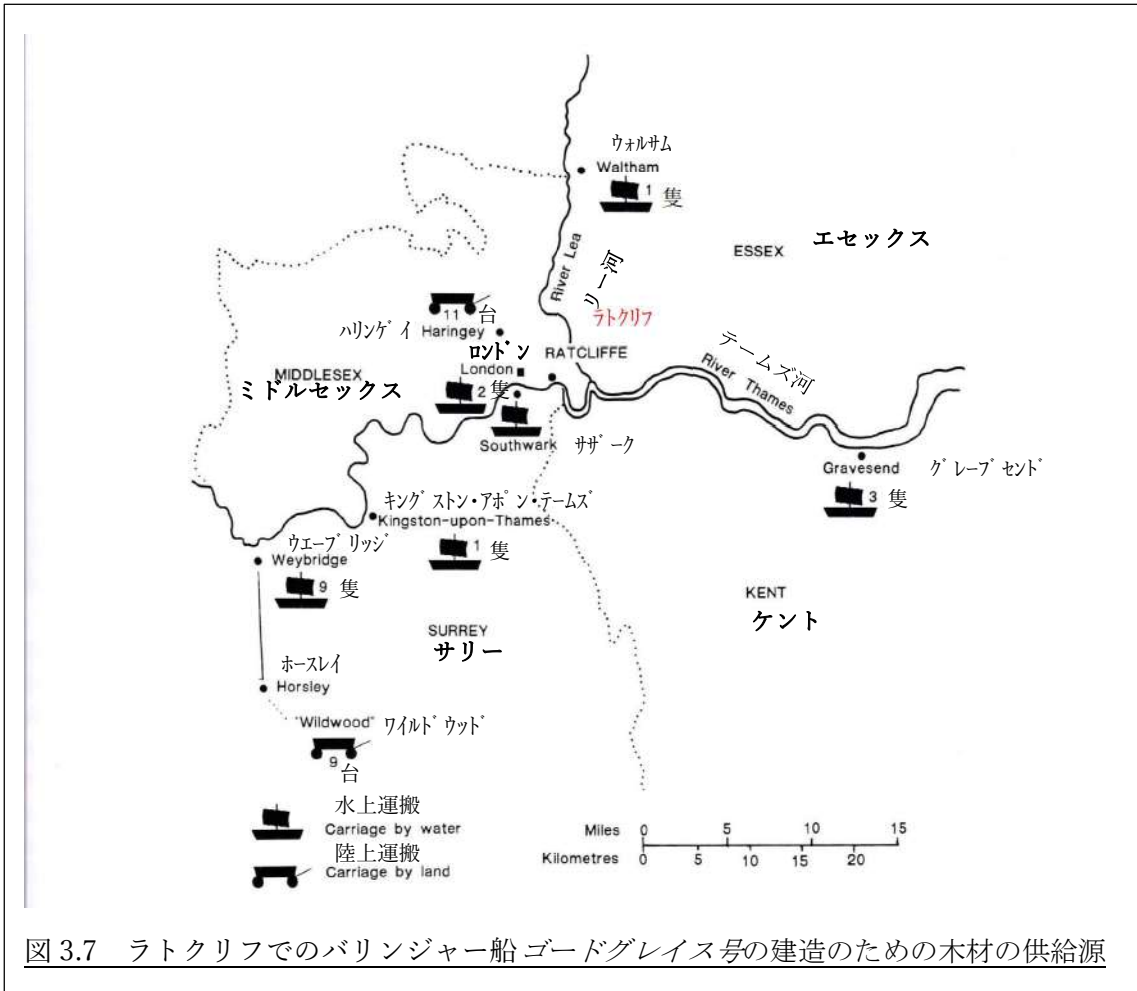 ウォルサム
Waltham
1 隻
ESSEX
エセックス
River Lea
リー河
11 台
ハリンゲイ Haringey
ラトクリフ
ロンドン
London
RATCLIFFE
MIDDLESEX
ミドルセックス
2 隻
テームズ河
River Thames
Southwark サザーク
Gravesend グレーブセンド
3 隻
キングストン・アポン・テームズ
Kingston-upon-Thames
1 隻
ウエーブリッジ
Weybridge
9 隻
KENT
ケント
SURREY
サリー
ホースレイ
Horsley
"Wildwood" ワイルドウッド
9 台
水上運搬
Carriage by water
陸上運搬
Carriage by land
Miles 0 5 10 15
Kilometres 0 5 10 15 20
図 3.7 ラトクリフでのバリンジャー船ゴードグレイス号の建造のための木材の供給源